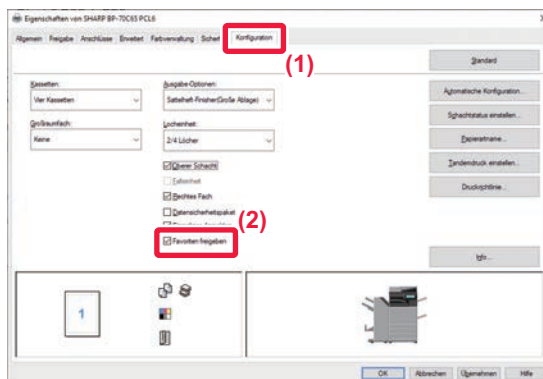 Eigenschaften von SHARP BP-70C65 PCL6
Allgemein Freigabe Anschlüsse Erweitert Farbverwaltung Sicherheit Konfiguration
(1)
Standard
Kassetten:
Ausgabe-Optionen:
Automatische Konfiguration...
Vier Kassetten
Sattelheft-Finisher(Große Ablage)
Schachtstatus einstellen...
Großraumfach:
Locheinheit:
Papierartname...
Keine
2/4 Löcher
Tandemdruck einstellen...
Oberer Schacht
Falzeinheit
Druckrichtlinie...
Rechtes Fach
Datensicherheitspaket
(2)
Favoriten freigeben
Info...
1
OK Abbrechen Übernehmen Hilfe